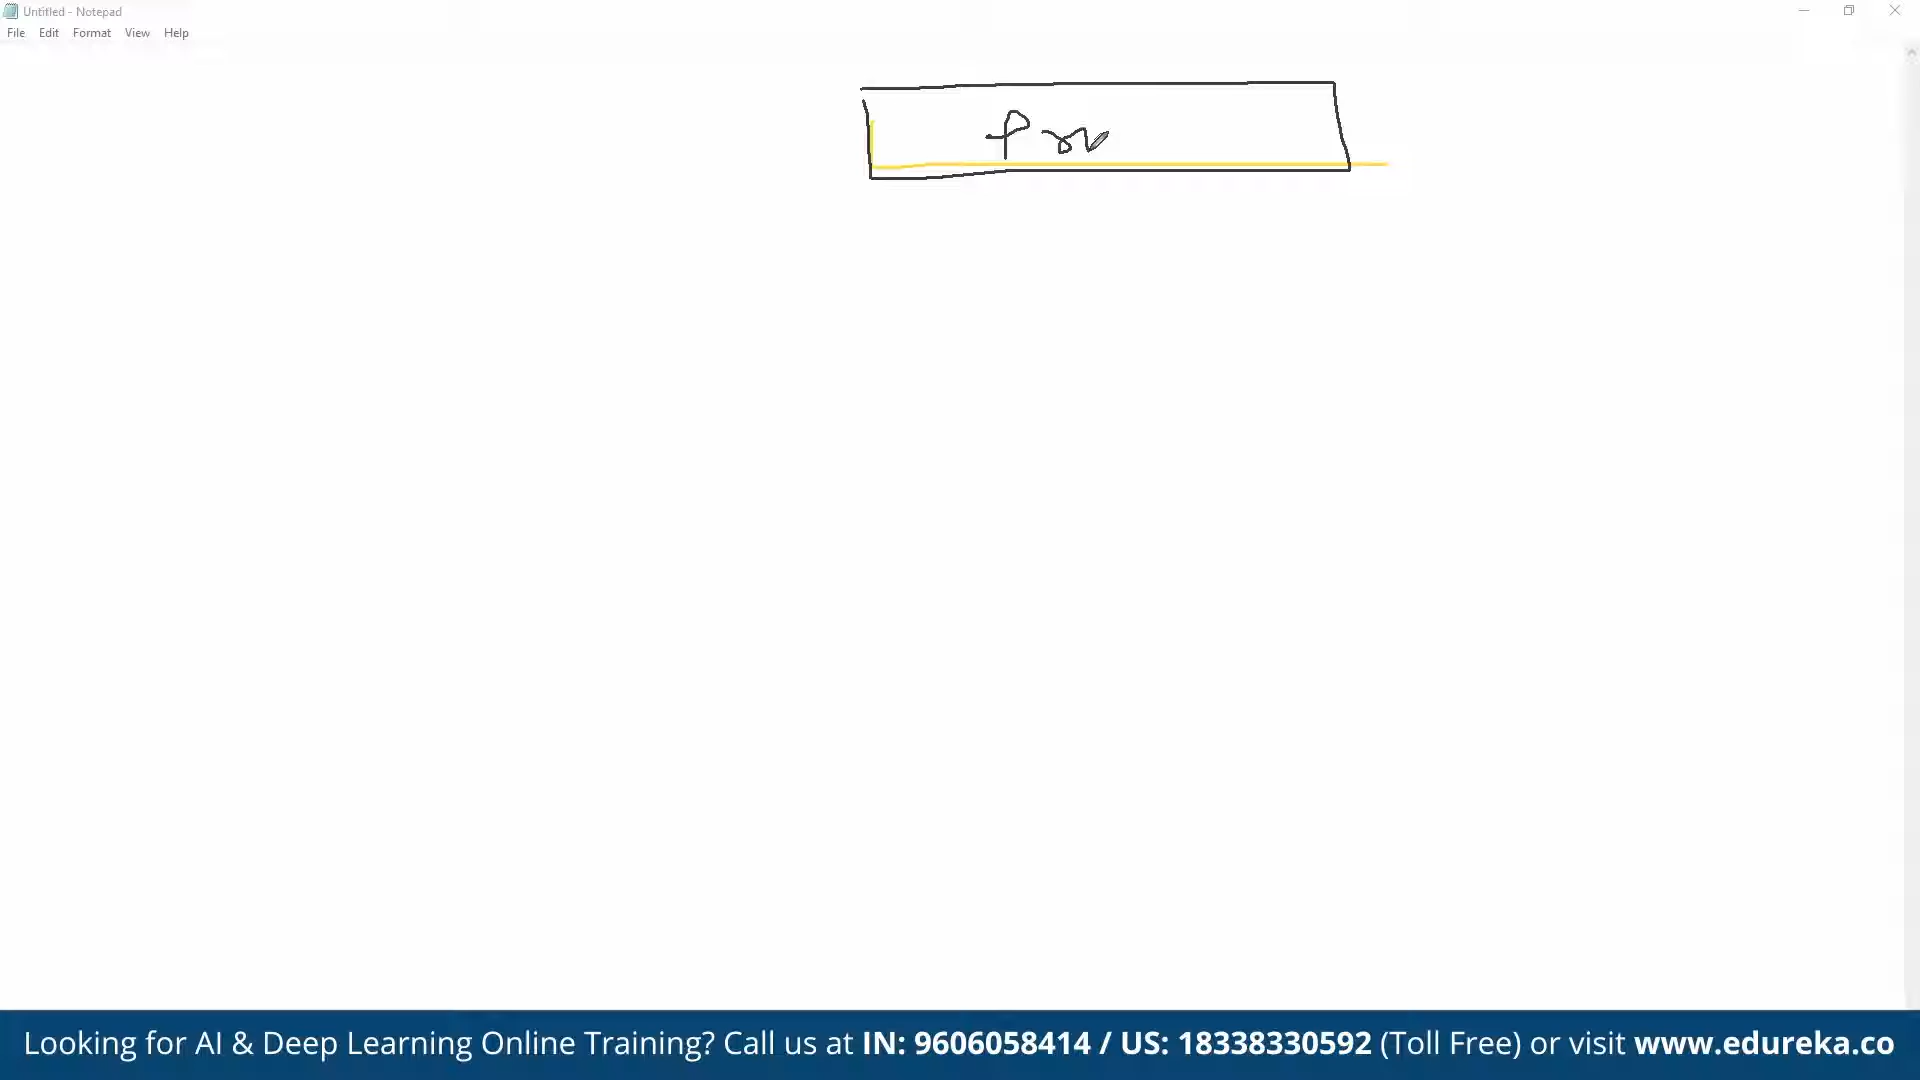 Untitled - Notepad
File Edit Format View Help
Pro
Looking for AI & Deep Learning Online Training? Call us at IN: 9606058414 / US: 18338330592 (Toll Free) or visit www.edureka.co